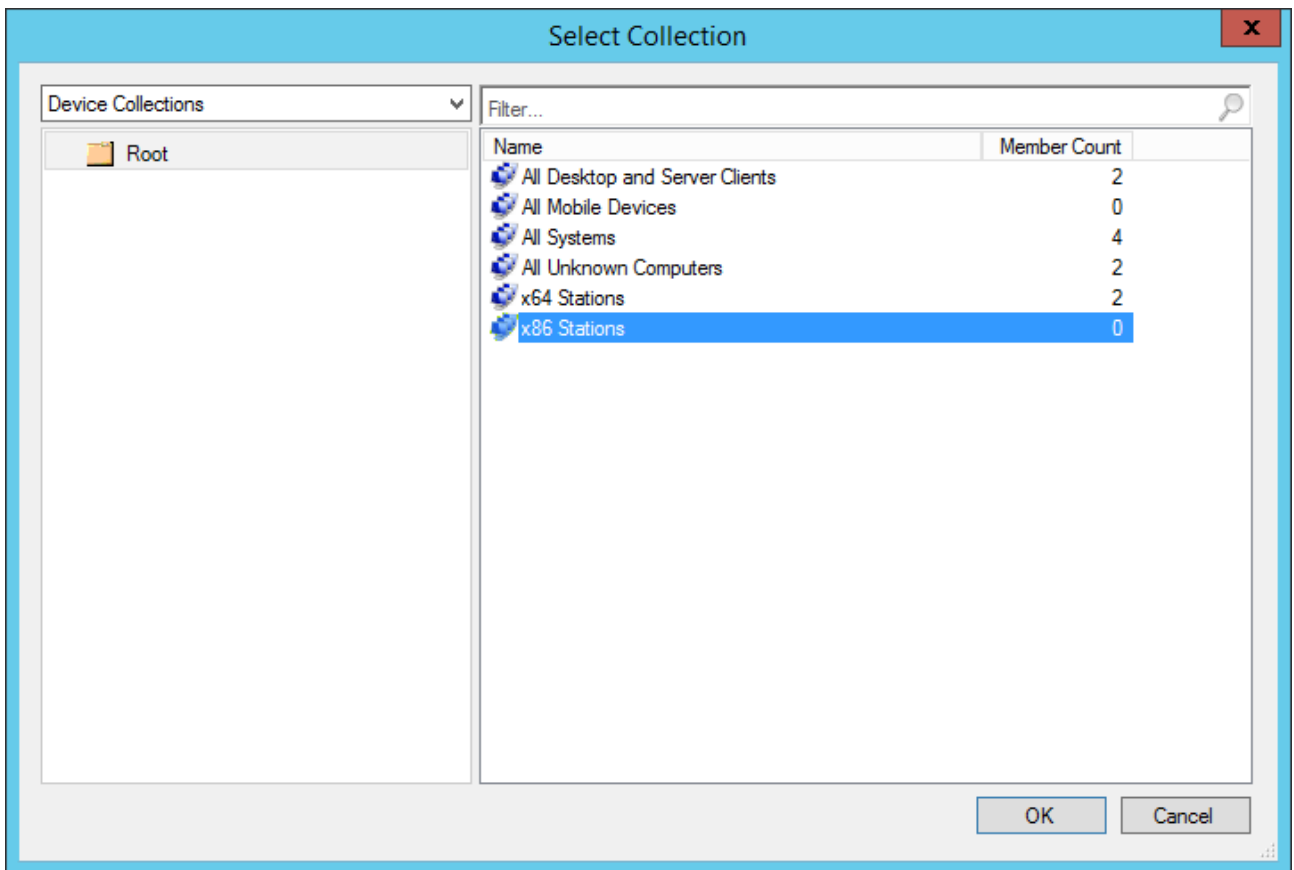 Select Collection
x
Device Collections
Filter...
Root
Name Member Count
All Desktop and Server Clients 2
All Mobile Devices 0
All Systems 4
All Unknown Computers 2
x64 Stations 2
x86 Stations 0
OK Cancel